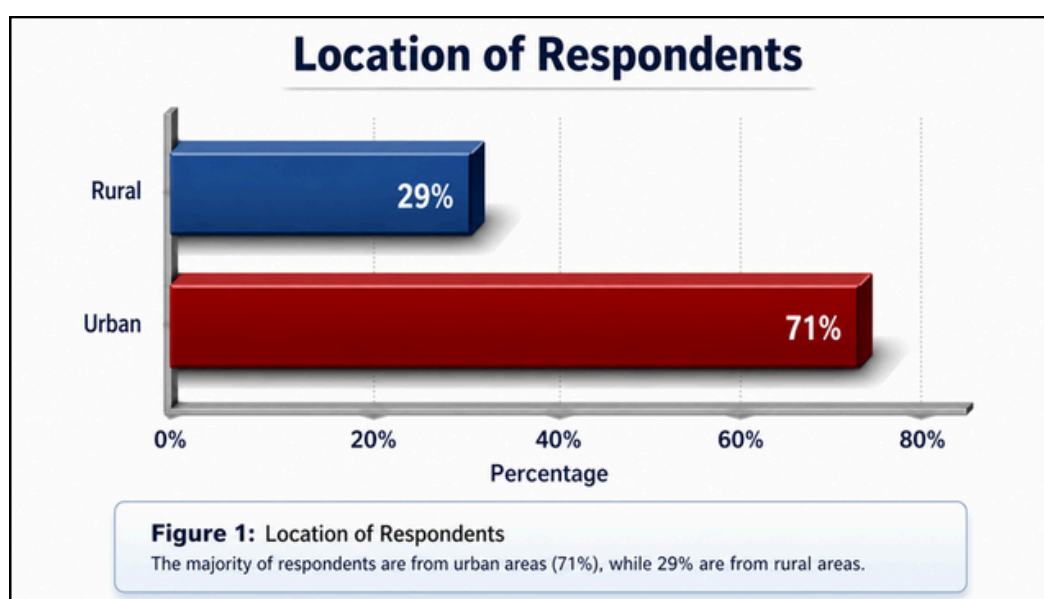 Location of Respondents
Rural
29%
Urban
71%
0% 20% 40% 60% 80%
Percentage
Figure 1: Location of Respondents
The majority of respondents are from urban areas (71%), while 29% are from rural areas.